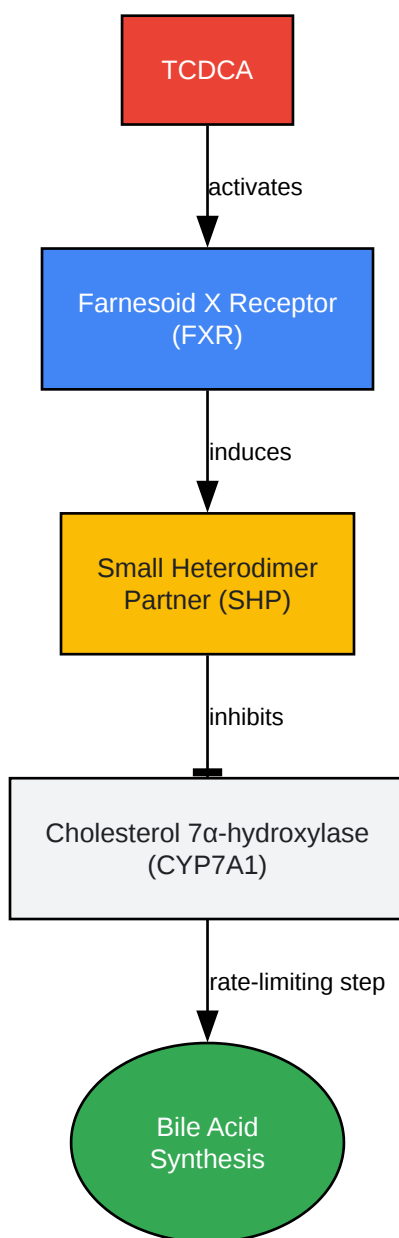 TCDCA
activates
Farnesoid X Receptor
(FXR)
induces
Small Heterodimer
Partner (SHP)
inhibits
Cholesterol 7α-hydroxylase
(CYP7A1)
rate-limiting step
Bile Acid
Synthesis